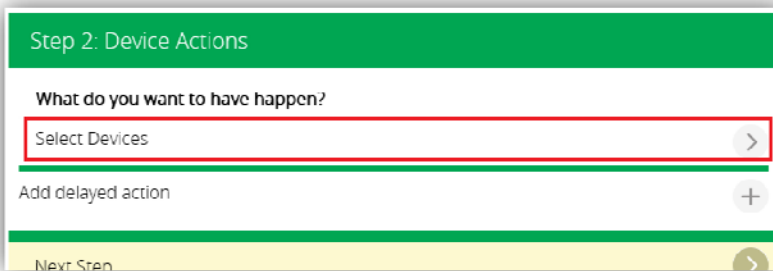 Step 2: Device Actions
What do you want to have happen?
Select Devices
Add delayed action
Next Step